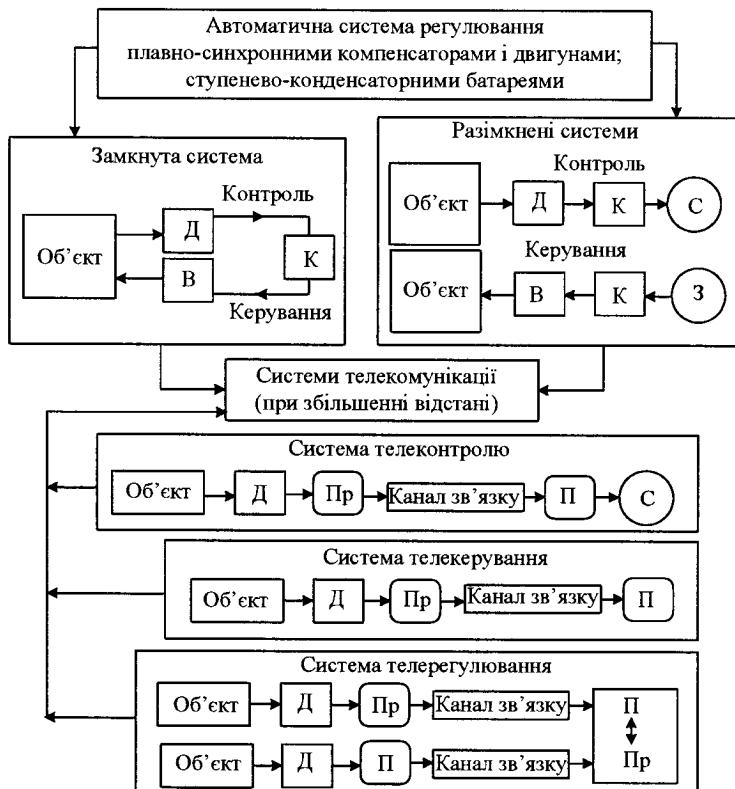 Автоматична система регулювання
плавно-синхронними компенсаторами і двигунами;
ступенево-конденсаторними батареями
Замкнута система
Контроль
Об’єкт
Д
К
В
Керування
Разімкнені системи
Контроль
Об’єкт
Д
К
С
Керування
Об’єкт
В
К
З
Системи телекомунікації
(при збільшенні відстані)
Система телеконтролю
Об’єкт
Д
Пр
Канал зв’язку
П
С
Система телекерування
Об’єкт
Д
Пр
Канал зв’язку
П
Система телерегулювання
Об’єкт
Д
Пр
Канал зв’язку
П
Об’єкт
Д
П
Канал зв’язку
Пр